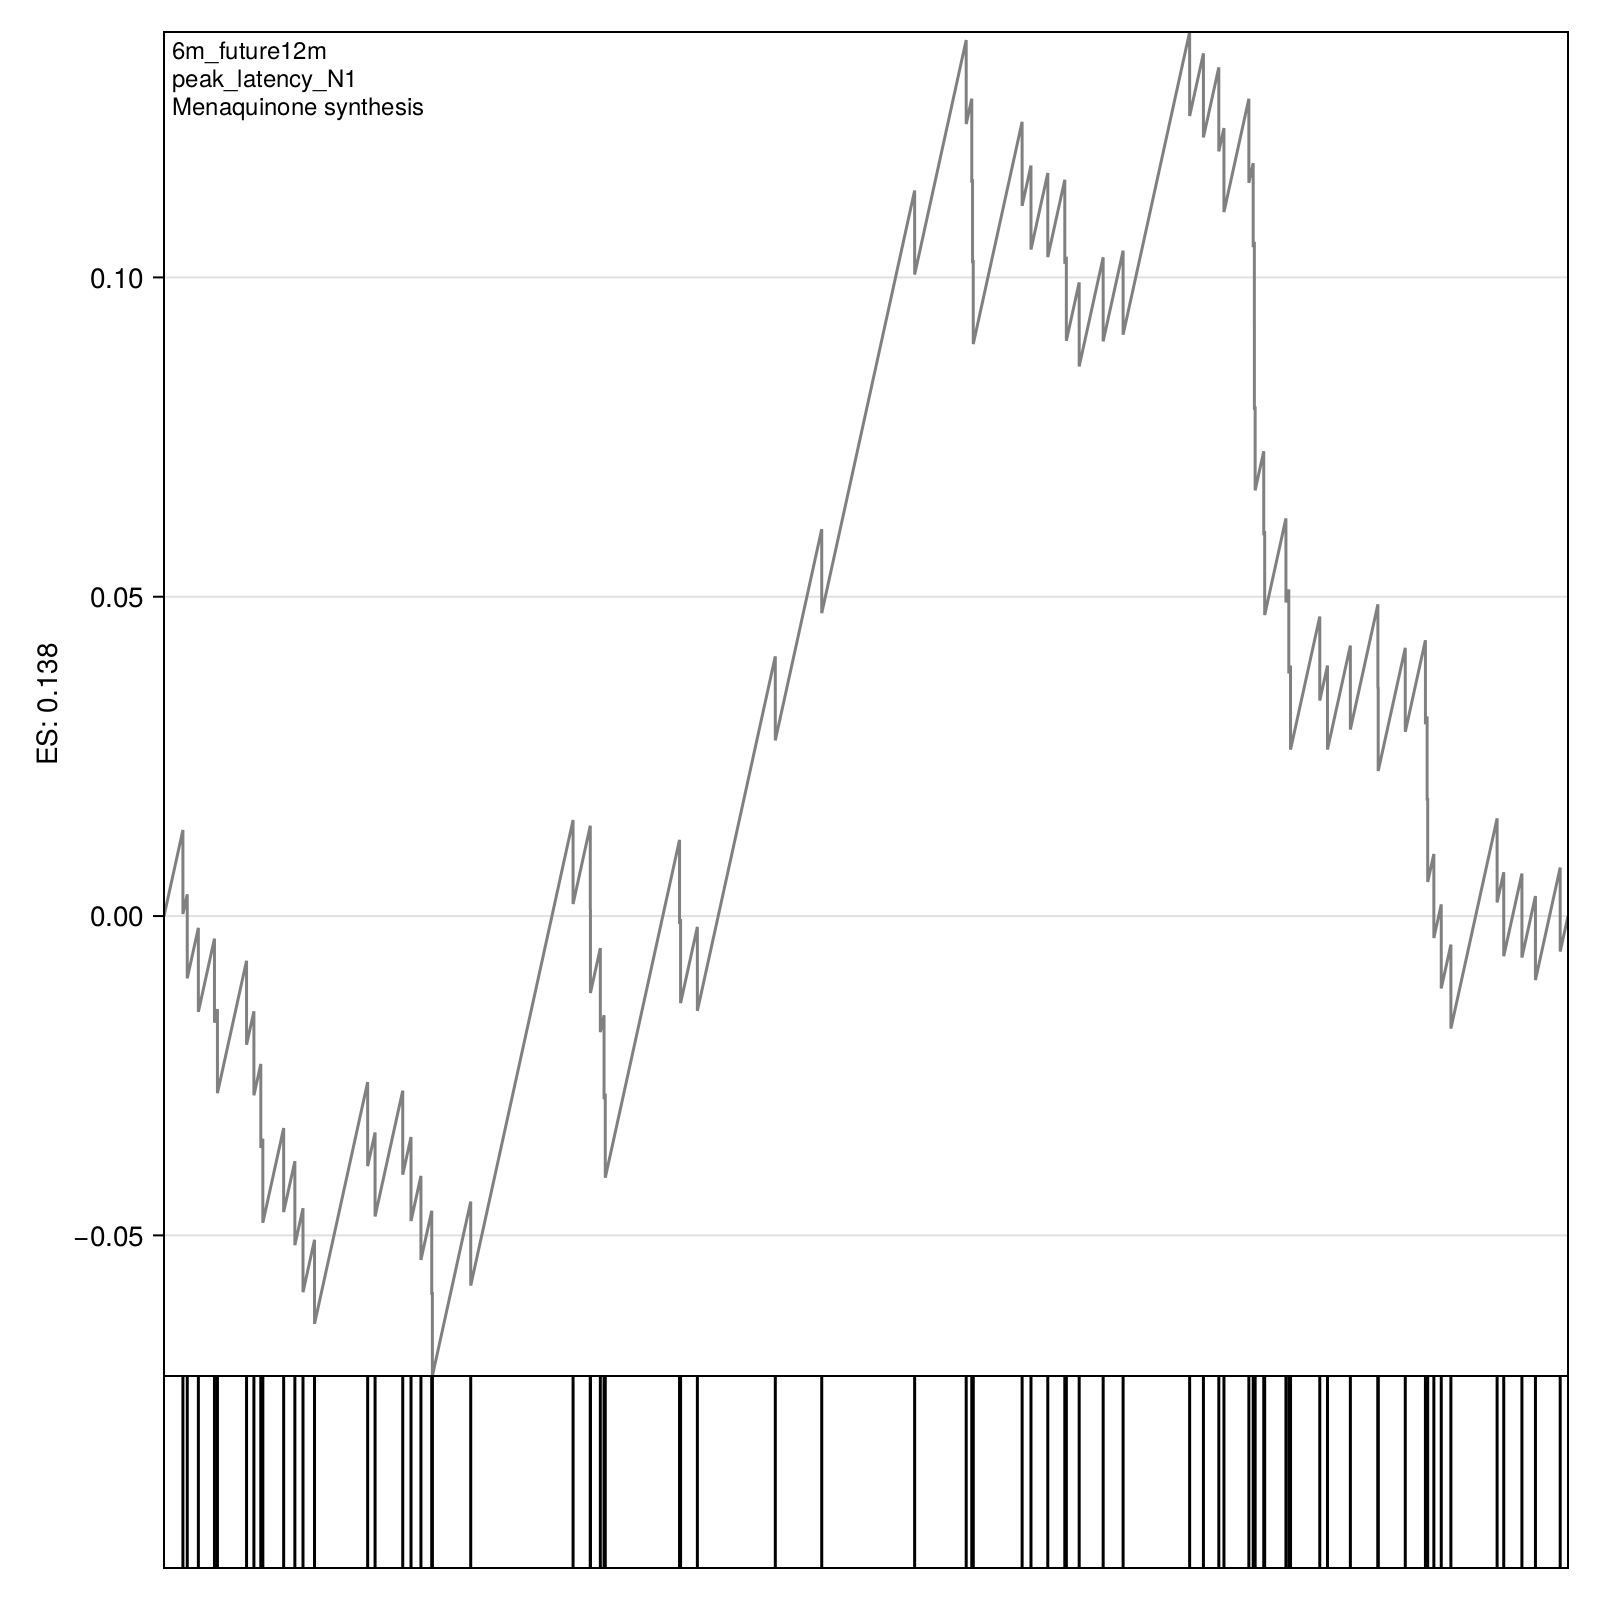 6m_future12m
peak_latency_N1
Menaquinone synthesis
0.10
0.05
0.00
−0.05
ES: 0.138